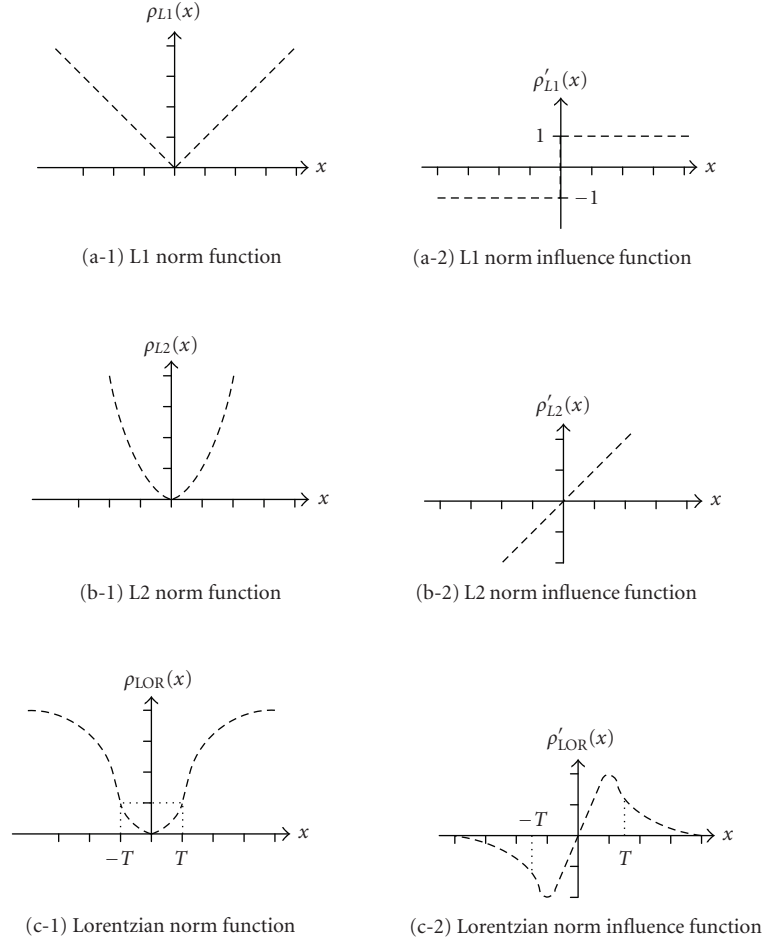 ρL1(x)
x
(a-1) L1 norm function
ρ′L1(x)
1
x
−1
(a-2) L1 norm influence function
ρL2(x)
x
(b-1) L2 norm function
ρ′L2(x)
x
(b-2) L2 norm influence function
ρLOR(x)
x
−T
T
(c-1) Lorentzian norm function
ρ′LOR(x)
−T
x
T
(c-2) Lorentzian norm influence function